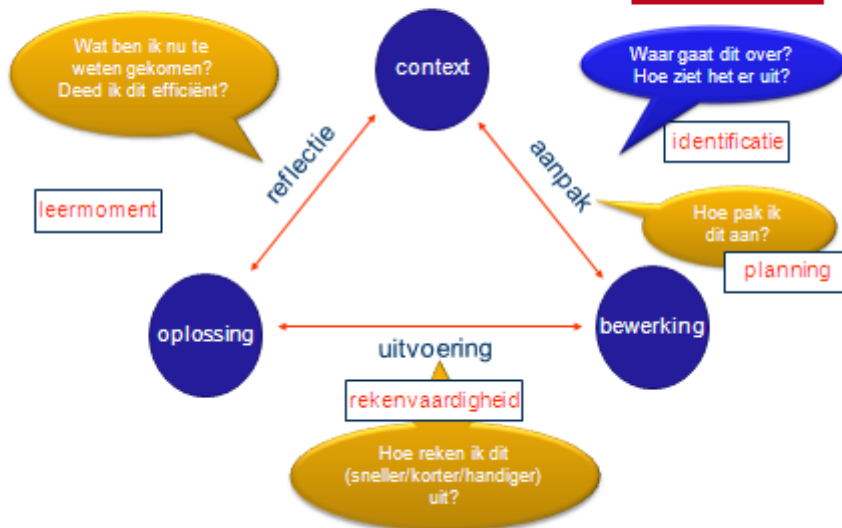 Wat ben ik nu te
weten gekomen?
Deed ik dit efficiënt?
context
Waar gaat dit over?
Hoe ziet het er uit?
identificatie
reflectie
aanpak
leermoment
Hoe pak ik
dit aan?
planning
oplossing
bewerking
uitvoering
rekenvaardigheid
Hoe reken ik dit
(sneller/korter/handiger)
uit?